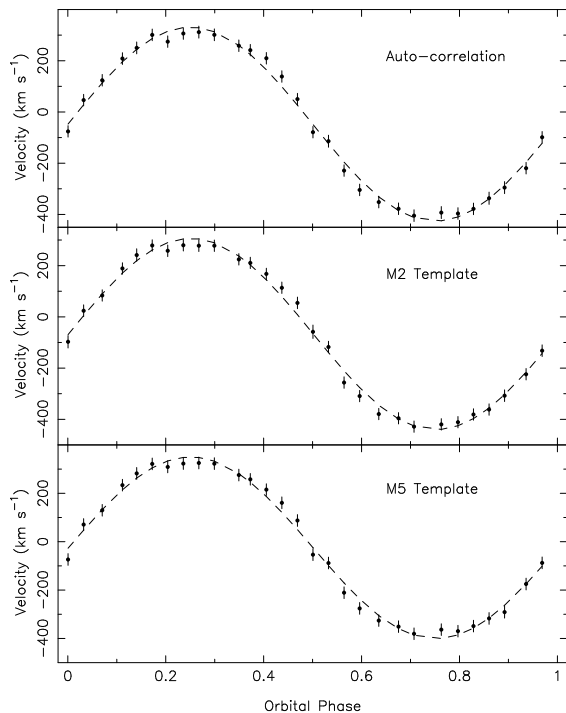 Auto-correlation
Velocity (km s⁻¹)
200
0
−200
−400
M2 Template
Velocity (km s⁻¹)
200
0
−200
−400
M5 Template
Velocity (km s⁻¹)
200
0
−200
−400
0 0.2 0.4 0.6 0.8 1
Orbital Phase